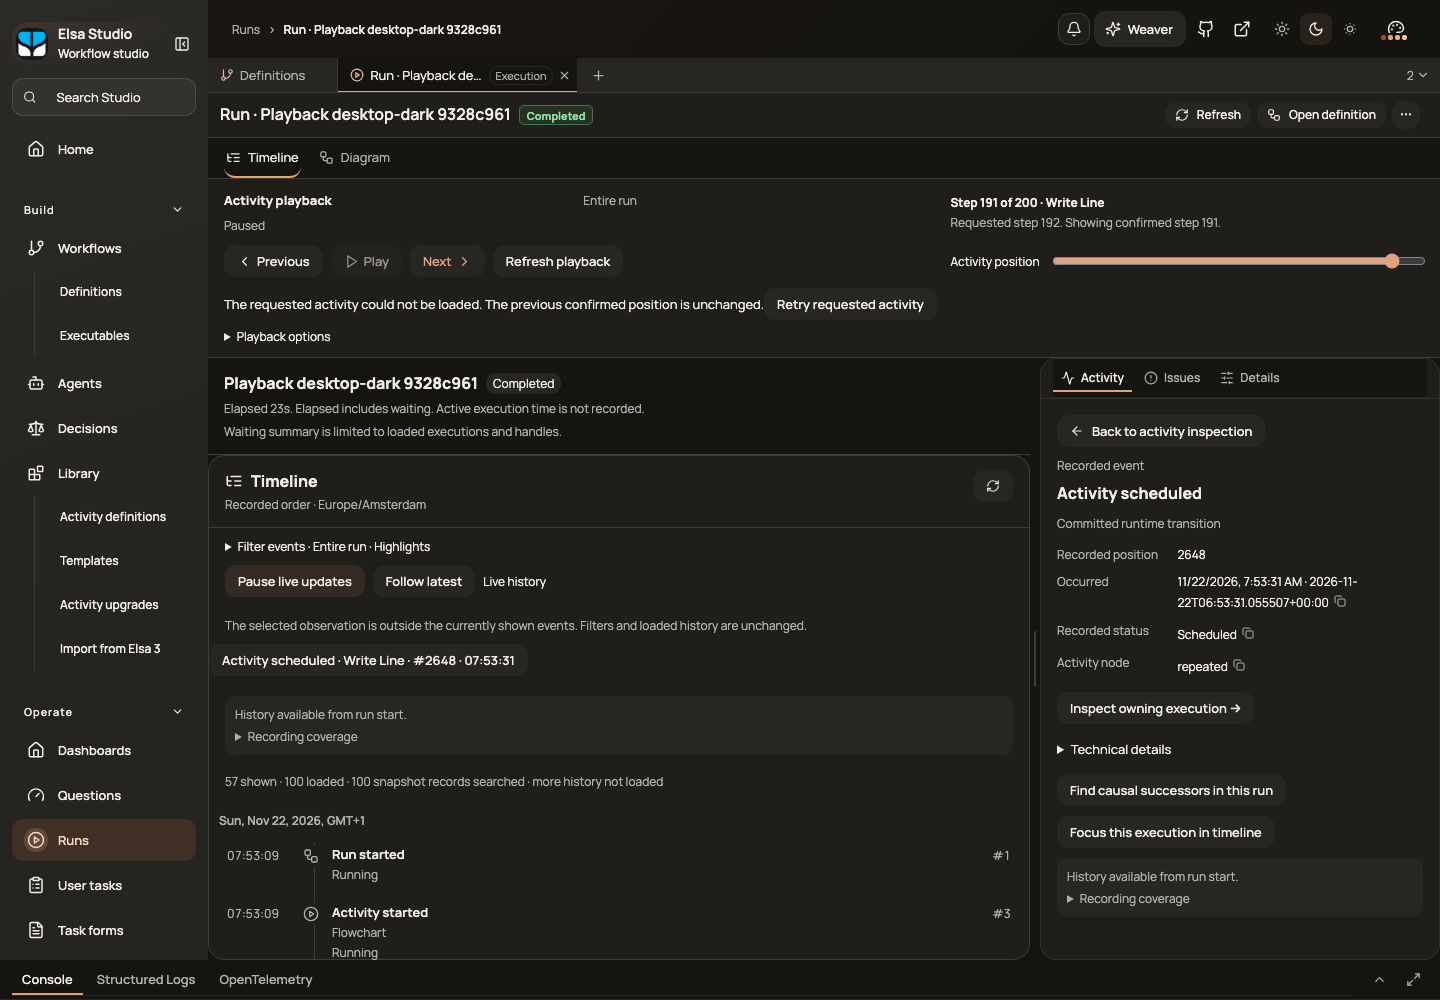 Elsa Studio
Workflow studio
Search Studio
Home
Build
Workflows
Definitions
Executables
Agents
Decisions
Library
Activity definitions
Templates
Activity upgrades
Import from Elsa 3
Operate
Dashboards
Questions
Runs
User tasks
Task forms
Runs › Run · Playback desktop-dark 9328c961
Weaver
Definitions
Run · Playback de... Execution
2
Run · Playback desktop-dark 9328c961 Completed
Refresh
Open definition
Timeline
Diagram
Activity playback
Entire run
Paused
Previous
Play
Next
Refresh playback
Step 191 of 200 · Write Line
Requested step 192. Showing confirmed step 191.
Activity position
The requested activity could not be loaded. The previous confirmed position is unchanged. Retry requested activity
Playback options
Playback desktop-dark 9328c961 Completed
Elapsed 23s. Elapsed includes waiting. Active execution time is not recorded.
Waiting summary is limited to loaded executions and handles.
Timeline
Recorded order · Europe/Amsterdam
Filter events · Entire run · Highlights
Pause live updates
Follow latest
Live history
The selected observation is outside the currently shown events. Filters and loaded history are unchanged.
Activity scheduled · Write Line · #2648 · 07:53:31
History available from run start.
Recording coverage
57 shown · 100 loaded · 100 snapshot records searched · more history not loaded
Sun, Nov 22, 2026, GMT+1
07:53:09 Run started #1
Running
07:53:09 Activity started #3
Flowchart
Running
Activity
Issues
Details
Back to activity inspection
Recorded event
Activity scheduled
Committed runtime transition
Recorded position 2648
Occurred 11/22/2026, 7:53:31 AM · 2026-11-
22T06:53:31.055507+00:00
Recorded status Scheduled
Activity node repeated
Inspect owning execution →
Technical details
Find causal successors in this run
Focus this execution in timeline
History available from run start.
Recording coverage
Console
Structured Logs
OpenTelemetry